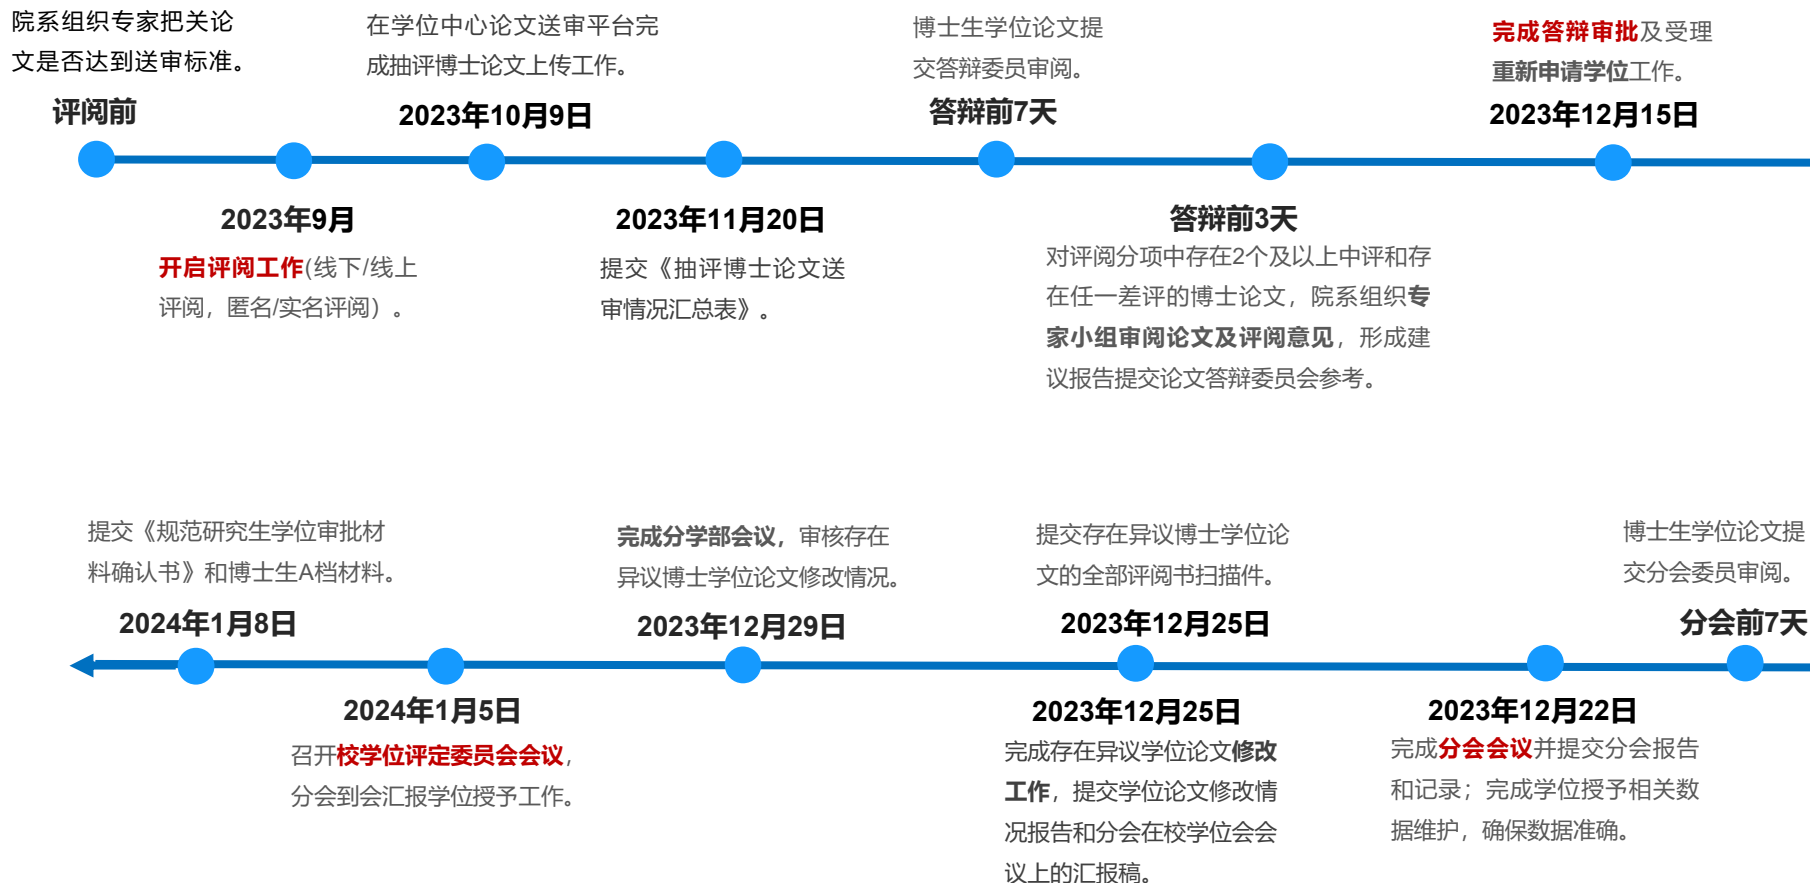 院系组织专家把关论
文是否达到送审标准。
评阅前
2023年9月
开启评阅工作(线下/线上
评阅，匿名/实名评阅）。
在学位中心论文送审平台完
成抽评博士论文上传工作。
2023年10月9日
2023年11月20日
提交《抽评博士论文送
审情况汇总表》。
博士生学位论文提
交答辩委员审阅。
答辩前7天
答辩前3天
对评阅分项中存在2个及以上中评和存
在任一差评的博士论文，院系组织专
家小组审阅论文及评阅意见，形成建
议报告提交论文答辩委员会参考。
完成答辩审批及受理
重新申请学位工作。
2023年12月15日
博士生学位论文提
交分会委员审阅。
分会前7天
2023年12月22日
完成分会会议并提交分会报告
和记录；完成学位授予相关数
据维护，确保数据准确。
提交存在异议博士学位论
文的全部评阅书扫描件。
2023年12月25日
2023年12月25日
完成存在异议学位论文修改
工作，提交学位论文修改情
况报告和分会在校学位会会
议上的汇报稿。
完成分学部会议，审核存在
异议博士学位论文修改情况。
2023年12月29日
2024年1月5日
召开校学位评定委员会会议，
分会到会汇报学位授予工作。
提交《规范研究生学位审批材
料确认书》和博士生A档材料。
2024年1月8日